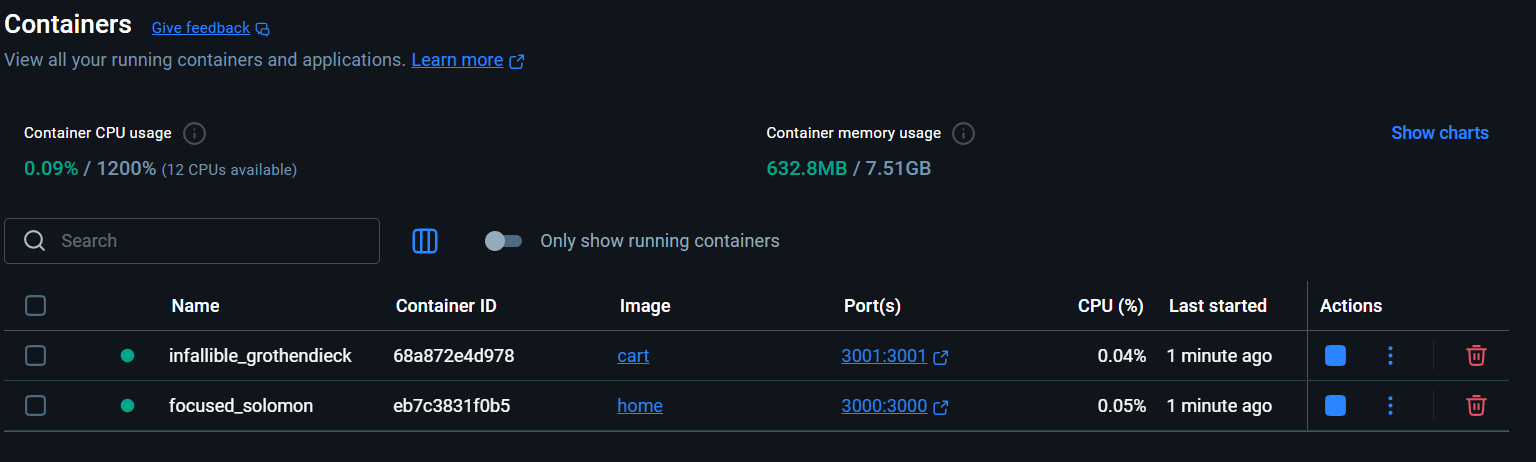 Containers Give feedback
View all your running containers and applications. Learn more
Container CPU usage
0.09% / 1200% (12 CPUs available)
Container memory usage
632.8MB / 7.51GB
Show charts
Search
Only show running containers
Name Container ID Image Port(s) CPU (%) Last started Actions
infallible_grothendieck 68a872e4d978 cart 3001:3001 0.04% 1 minute ago
focused_solomon eb7c3831f0b5 home 3000:3000 0.05% 1 minute ago